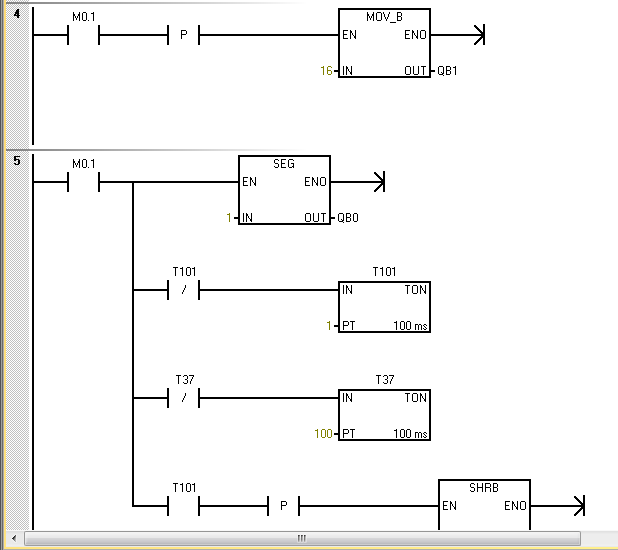 4
M0.1
P
MOV_B
EN ENO
16 IN OUT QB1
5
M0.1
SEG
EN ENO
1 IN OUT QB0
T101
/
T101
IN TON
1 PT 100 ms
T37
/
T37
IN TON
100 PT 100 ms
T101
P
SHRB
EN ENO